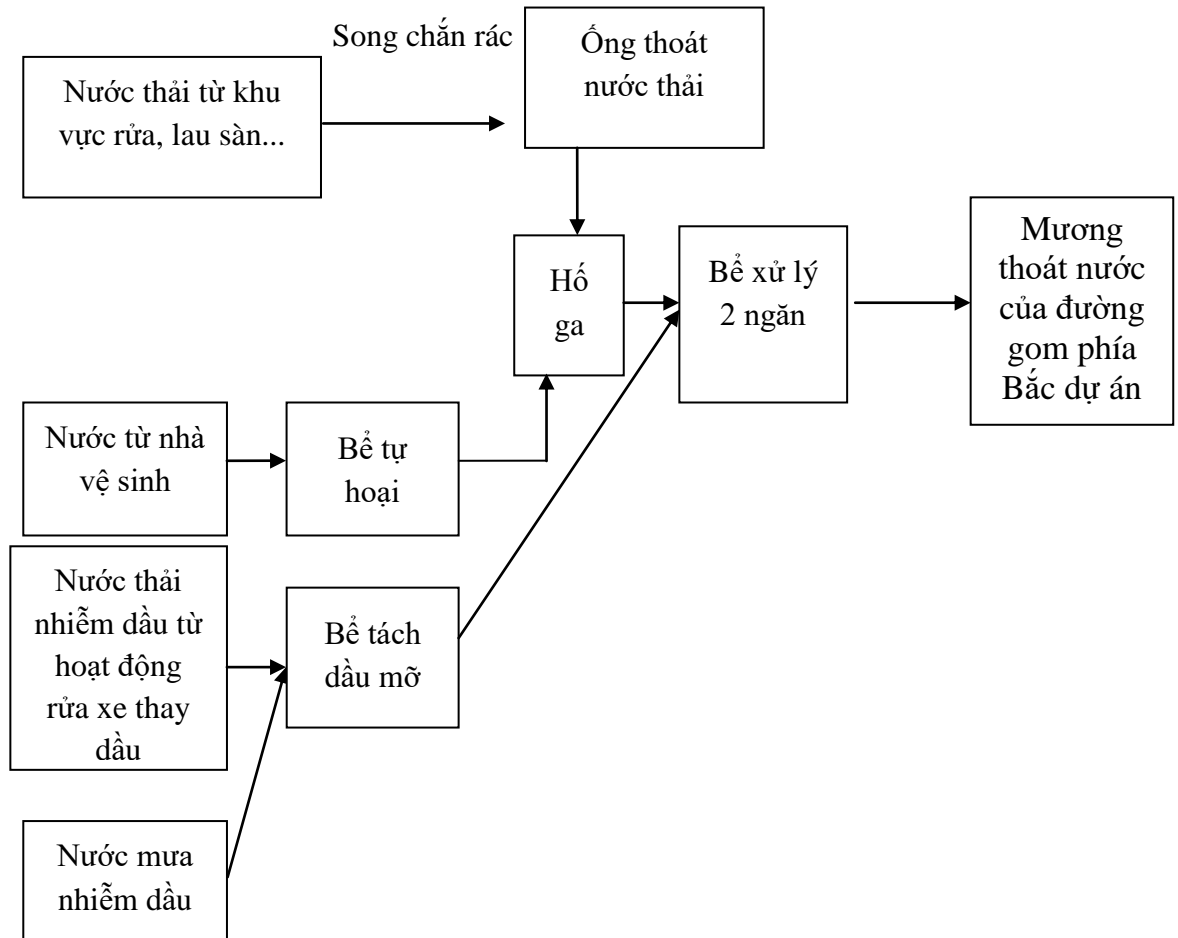 Song chắn rác
Ống thoát
nước thải
Nước thải từ khu
vực rửa, lau sàn...
Hố
ga
Bể xử lý
2 ngăn
Mương
thoát nước
của đường
gom phía
Bắc dự án
Nước từ nhà
vệ sinh
Bể tự
hoại
Nước thải
nhiễm dầu từ
hoạt động
rửa xe thay
dầu
Bể tách
dầu mỡ
Nước mưa
nhiễm dầu